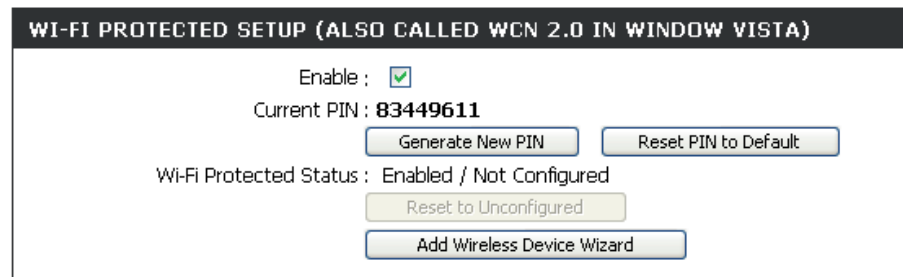 WI-FI PROTECTED SETUP (ALSO CALLED WCN 2.0 IN WINDOW VISTA)
Enable :
Current PIN : 83449611
Generate New PIN Reset PIN to Default
Wi-Fi Protected Status : Enabled / Not Configured
Reset to Unconfigured
Add Wireless Device Wizard